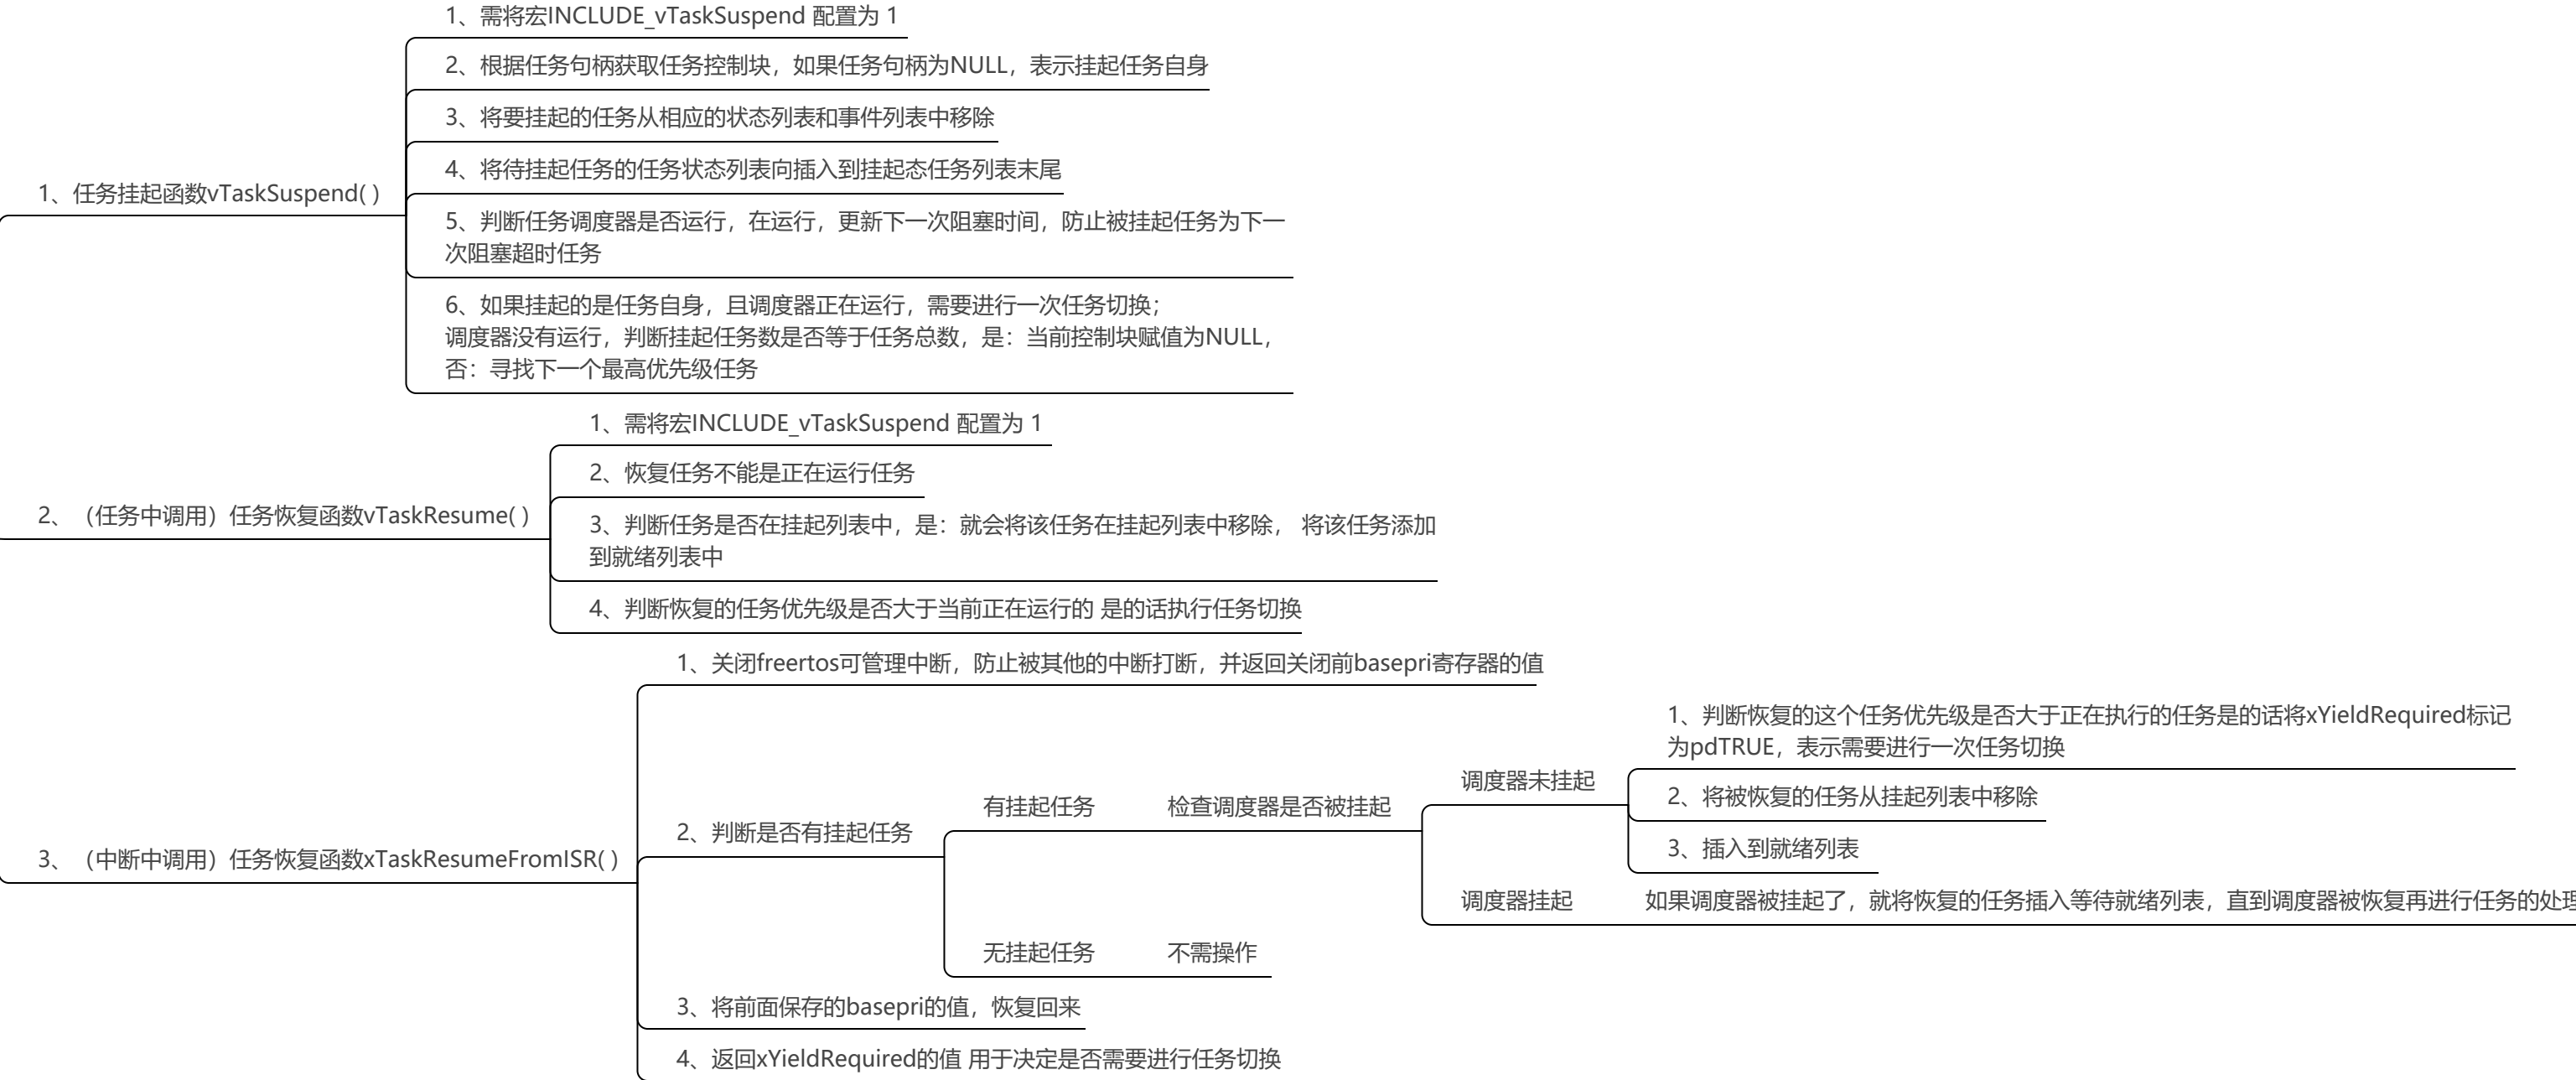 1、任务挂起函数vTaskSuspend( )
1、需将宏INCLUDE_vTaskSuspend 配置为 1
2、根据任务句柄获取任务控制块，如果任务句柄为NULL，表示挂起任务自身
3、将要挂起的任务从相应的状态列表和事件列表中移除
4、将待挂起任务的任务状态列表向插入到挂起态任务列表末尾
5、判断任务调度器是否运行，在运行，更新下一次阻塞时间，防止被挂起任务为下一
次阻塞超时任务
6、如果挂起的是任务自身，且调度器正在运行，需要进行一次任务切换；
调度器没有运行，判断挂起任务数是否等于任务总数，是：当前控制块赋值为NULL，
否：寻找下一个最高优先级任务
2、（任务中调用）任务恢复函数vTaskResume( )
1、需将宏INCLUDE_vTaskSuspend 配置为 1
2、恢复任务不能是正在运行任务
3、判断任务是否在挂起列表中，是：就会将该任务在挂起列表中移除， 将该任务添加
到就绪列表中
4、判断恢复的任务优先级是否大于当前正在运行的 是的话执行任务切换
3、（中断中调用）任务恢复函数xTaskResumeFromISR( )
1、关闭freertos可管理中断，防止被其他的中断打断，并返回关闭前basepri寄存器的值
2、判断是否有挂起任务
有挂起任务
检查调度器是否被挂起
调度器未挂起
1、判断恢复的这个任务优先级是否大于正在执行的任务是的话将xYieldRequired标记
为pdTRUE，表示需要进行一次任务切换
2、将被恢复的任务从挂起列表中移除
3、插入到就绪列表
调度器挂起
如果调度器被挂起了，就将恢复的任务插入等待就绪列表，直到调度器被恢复再进行任务的处理
无挂起任务
不需操作
3、将前面保存的basepri的值，恢复回来
4、返回xYieldRequired的值 用于决定是否需要进行任务切换